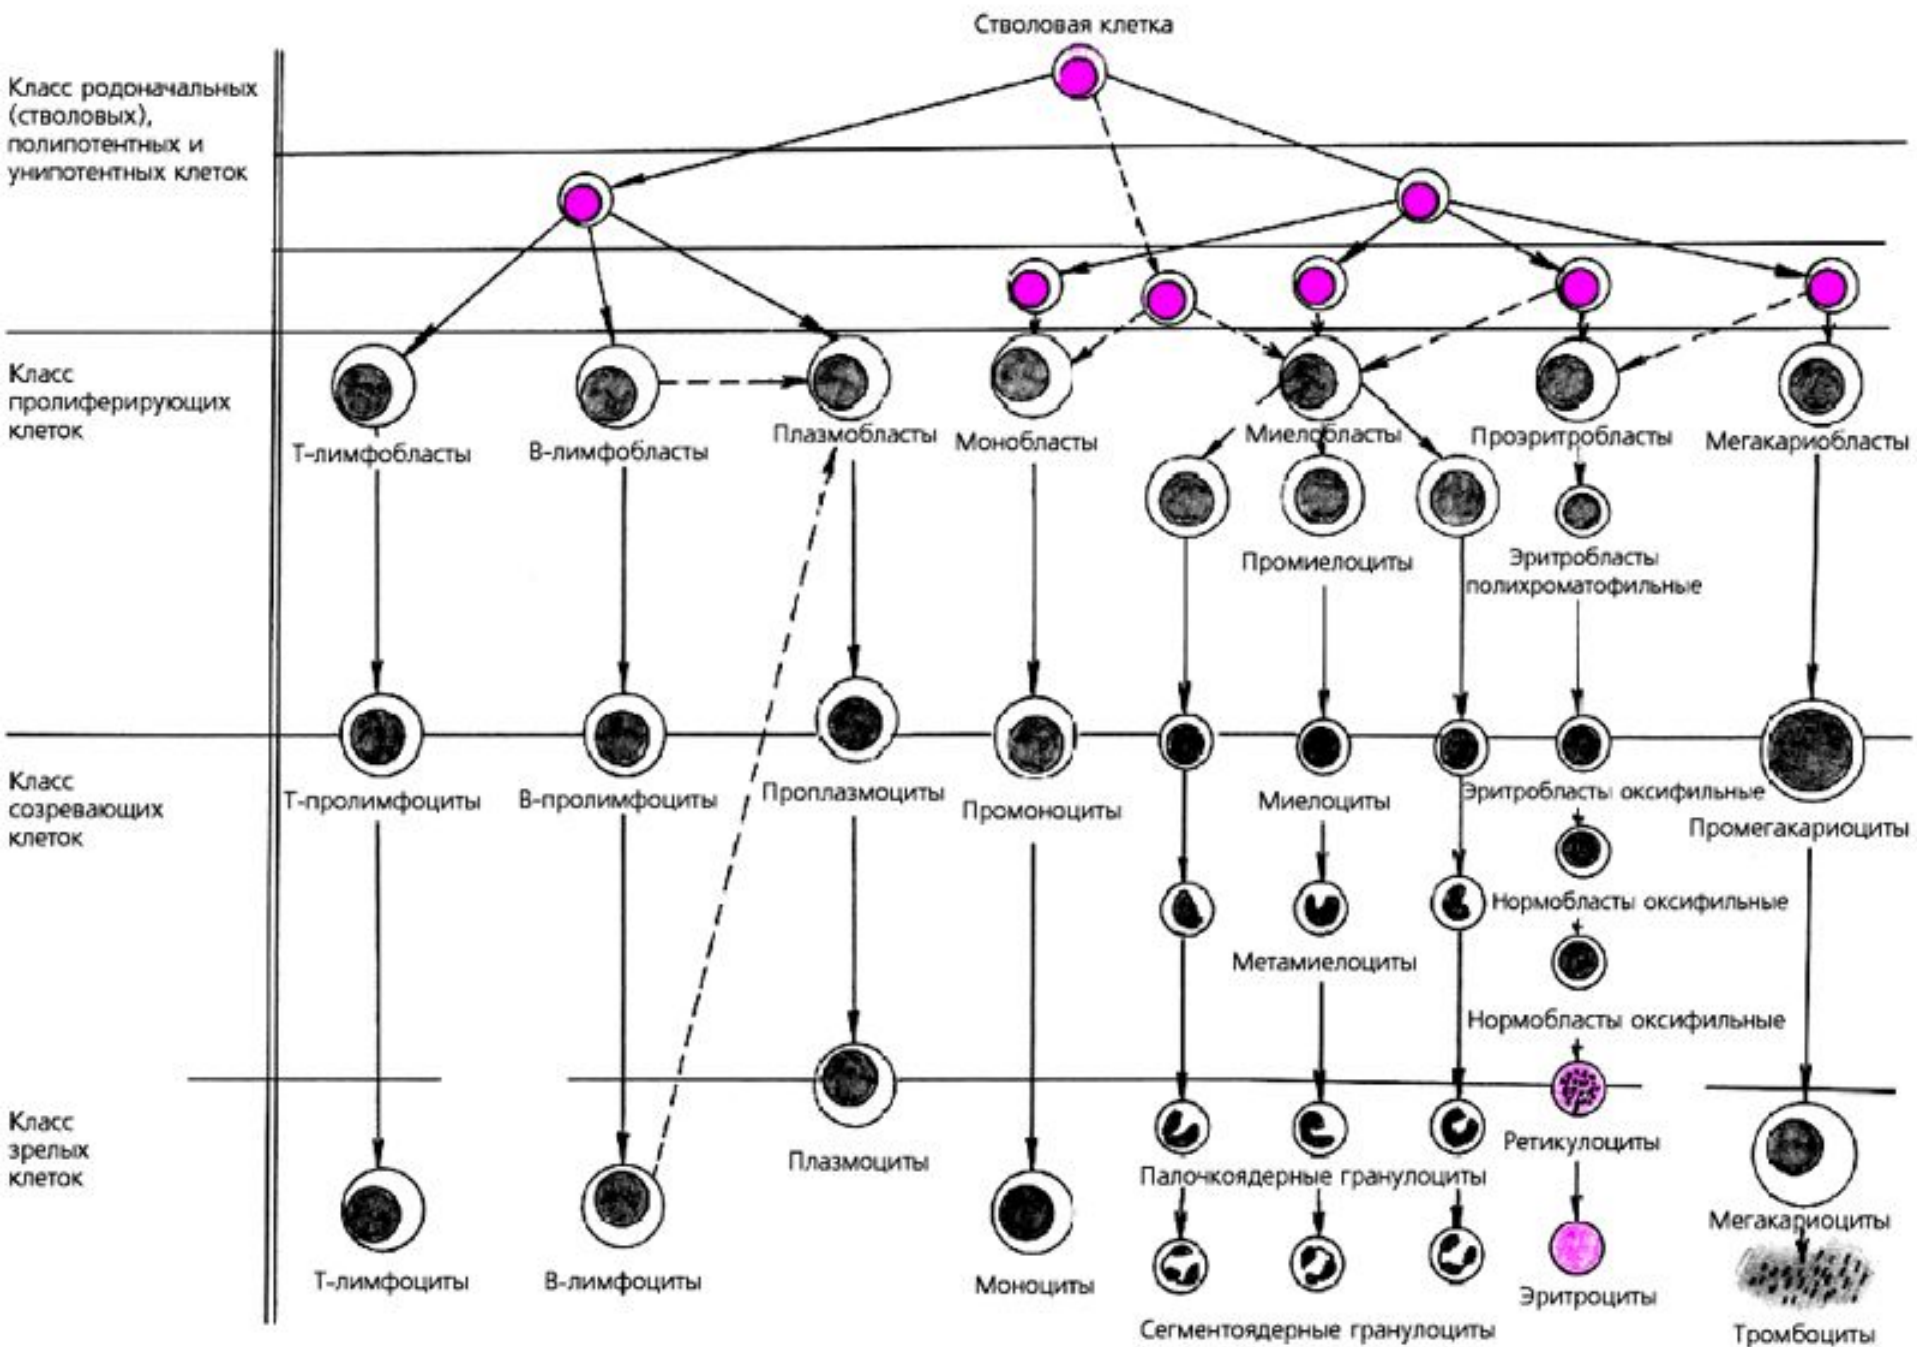 Стволовая клетка
Класс родоначальных
(стволовых),
полипотентных и
унипотентных клеток
Класс
пролиферирующих
клеток
Т-лимфобласты
В-лимфобласты
Плазмобласты
Монобласты
Миелобласты
Проэритробласты
Мегакариобласты
Промиелоциты
Эритробласты
полихроматофильные
Класс
созревающих
клеток
Т-пролимфоциты
В-пролимфоциты
Проплазмоциты
Промоноциты
Миелоциты
Эритробласты оксифильные
Промегакариоциты
Нормобласты оксифильные
Метамиелоциты
Нормобласты оксифильные
Класс
зрелых
клеток
Плазмоциты
Палочкоядерные гранулоциты
Ретикулоциты
Мегакариоциты
Т-лимфоциты
В-лимфоциты
Моноциты
Эритроциты
Сегментоядерные гранулоциты
Тромбоциты